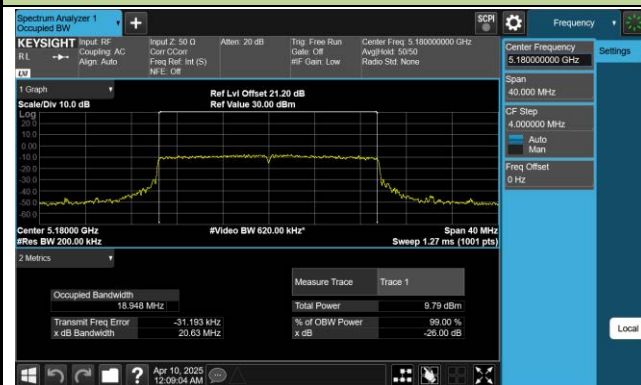 Spectrum Analyzer 1
Occupied BW
SCPI
Frequency
KEYSIGHT
Input: RF
Coupling: AC
Align: Auto
Input Z: 50 Ω
Corr CCorr
Freq Ref: Int (S)
NFE: Off
Atten: 20 dB
Trig: Free Run
Gate: Off
#IF Gain: Low
Center Freq: 5.180000000 GHz
Avg|Hold: 50/50
Radio Std: None
RL
LXI
Center Frequency
5.180000000 GHz
Settings
Span
40.000 MHz
CF Step
4.000000 MHz
Auto
Man
Freq Offset
0 Hz
Local
1 Graph
Scale/Div 10.0 dB
Ref Lvl Offset 21.20 dB
Ref Value 30.00 dBm
Log
20.0
10.0
0.00
-10.0
-20.0
-30.0
-40.0
-50.0
-60.0
Center 5.18000 GHz
#Video BW 620.00 kHz*
Span 40 MHz
#Res BW 200.00 kHz
Sweep 1.27 ms (1001 pts)
2 Metrics
Measure Trace
Trace 1
Occupied Bandwidth
18.948 MHz
Total Power
9.79 dBm
Transmit Freq Error
-31.193 kHz
% of OBW Power
99.00 %
x dB Bandwidth
20.63 MHz
x dB
-26.00 dB
Apr 10, 2025
12:09:04 AM